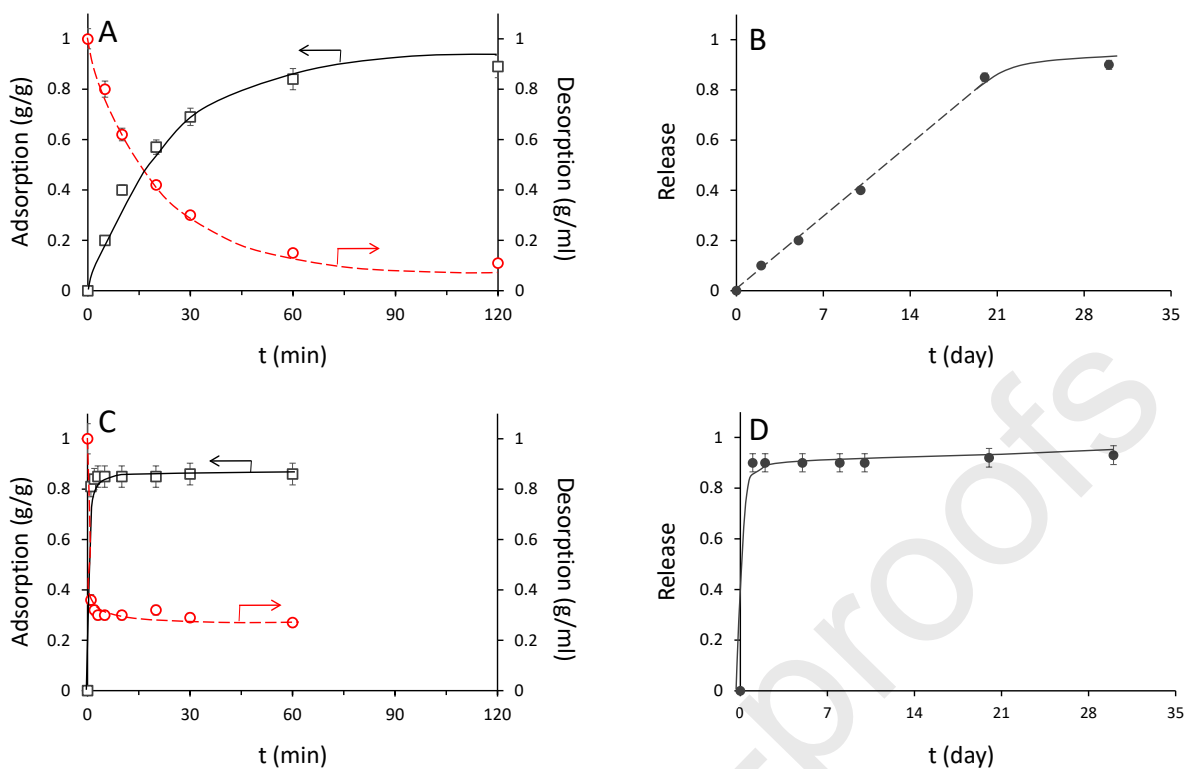 A
Adsorption (g/g)
1
0.8
0.6
0.4
0.2
0
0 30 60 90 120
t (min)
1
0.8
0.6
0.4
0.2
0
Desorption (g/ml)
B
Release
1
0.8
0.6
0.4
0.2
0
0 7 14 21 28 35
t (day)
C
Adsorption (g/g)
1
0.8
0.6
0.4
0.2
0
0 30 60 90 120
t (min)
1
0.8
0.6
0.4
0.2
0
Desorption (g/ml)
D
Release
1
0.8
0.6
0.4
0.2
0
0 7 14 21 28 35
t (day)
proofs